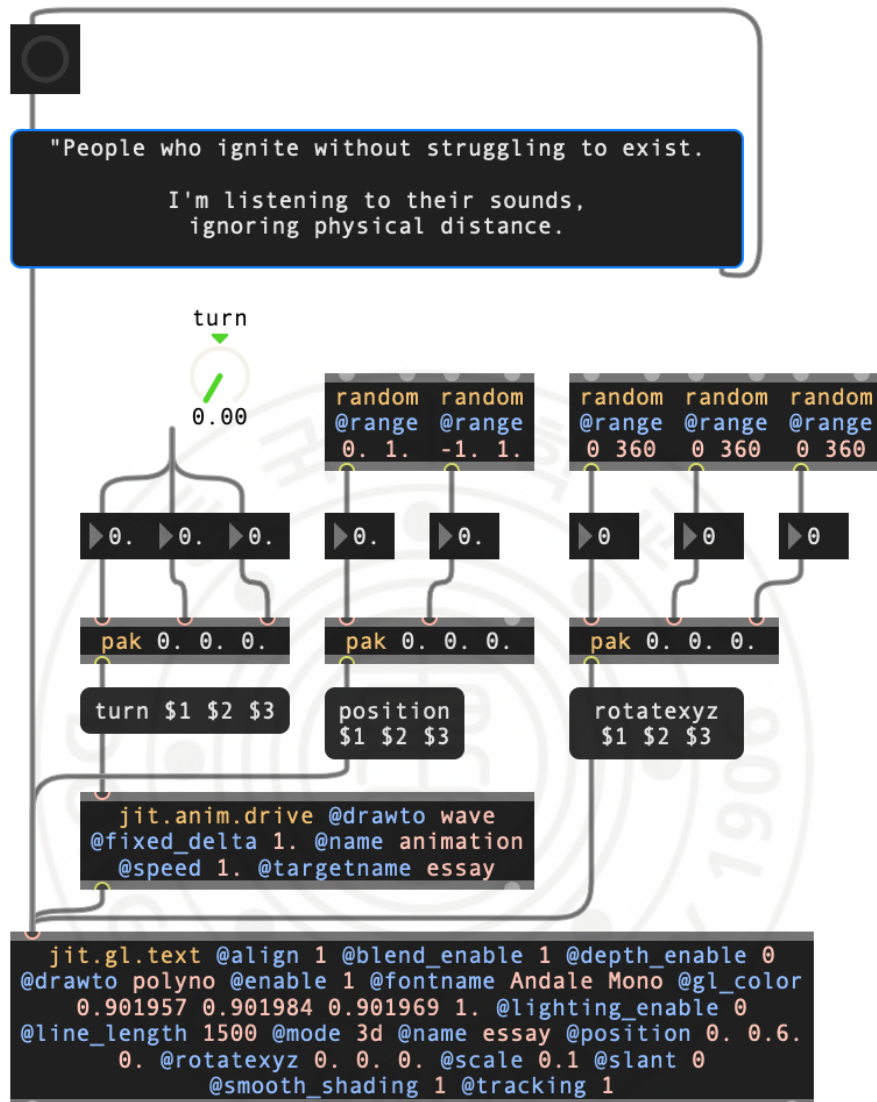 "People who ignite without struggling to exist.
I'm listening to their sounds,
ignoring physical distance.
turn
0.00
random random
@range @range
0. 1. -1. 1.
random random random
@range @range @range
0 360 0 360 0 360
0. 0. 0.
0. 0.
0 0 0
pak 0. 0. 0.
pak 0. 0. 0.
pak 0. 0. 0.
turn $1 $2 $3
position
$1 $2 $3
rotatexyz
$1 $2 $3
jit.anim.drive @drawto wave
@fixed_delta 1. @name animation
@speed 1. @targetname essay
jit.gl.text @align 1 @blend_enable 1 @depth_enable 0
@drawto polyno @enable 1 @fontname Andale Mono @gl_color
0.901957 0.901984 0.901969 1. @lighting_enable 0
@line_length 1500 @mode 3d @name essay @position 0. 0.6.
0. @rotatexyz 0. 0. 0. @scale 0.1 @slant 0
@smooth_shading 1 @tracking 1
1906